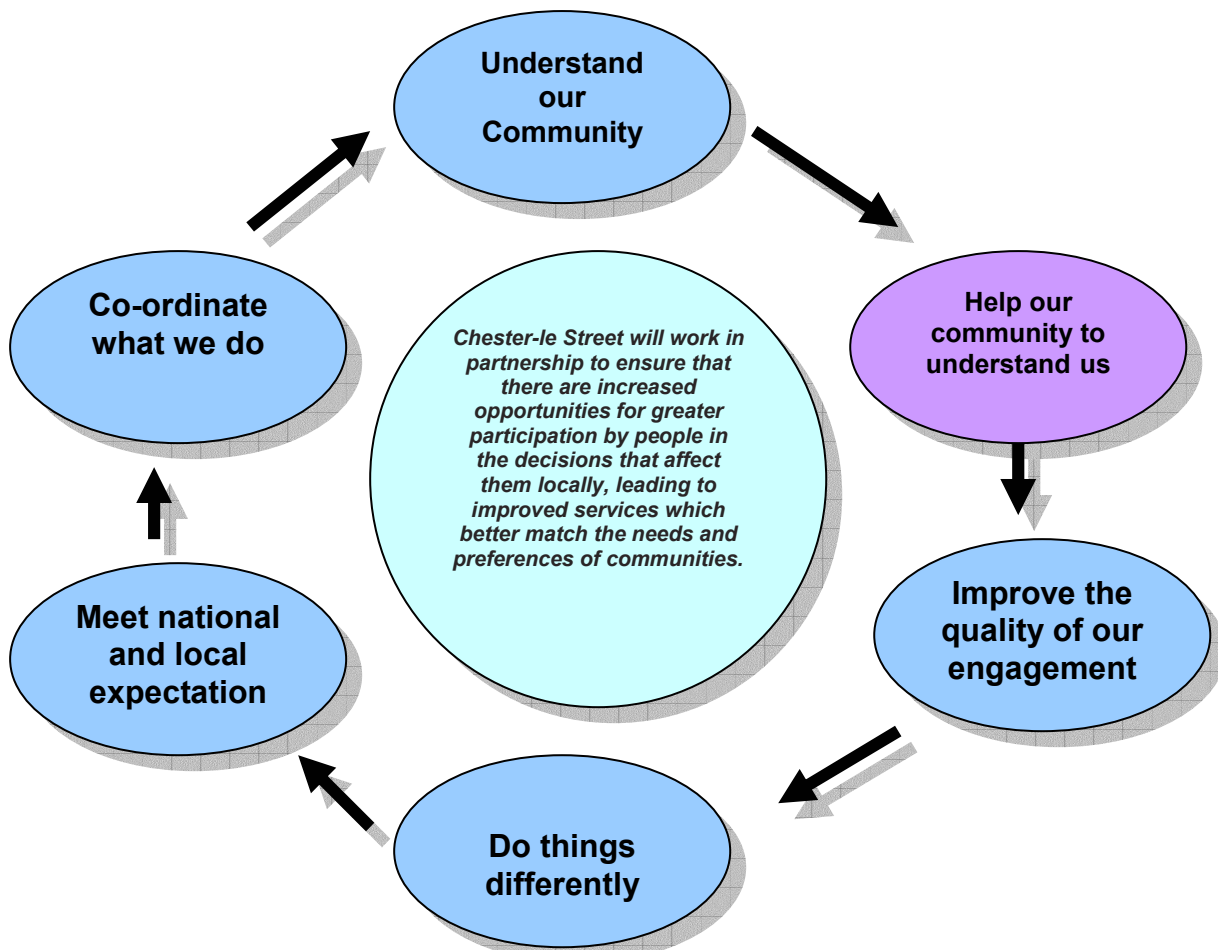 Understand
our
Community
Help our
community to
understand us
Improve the
quality of our
engagement
Do things
differently
Meet national
and local
expectation
Co-ordinate
what we do
Chester-le Street will work in
partnership to ensure that
there are increased
opportunities for greater
participation by people in
the decisions that affect
them locally, leading to
improved services which
better match the needs and
preferences of communities.